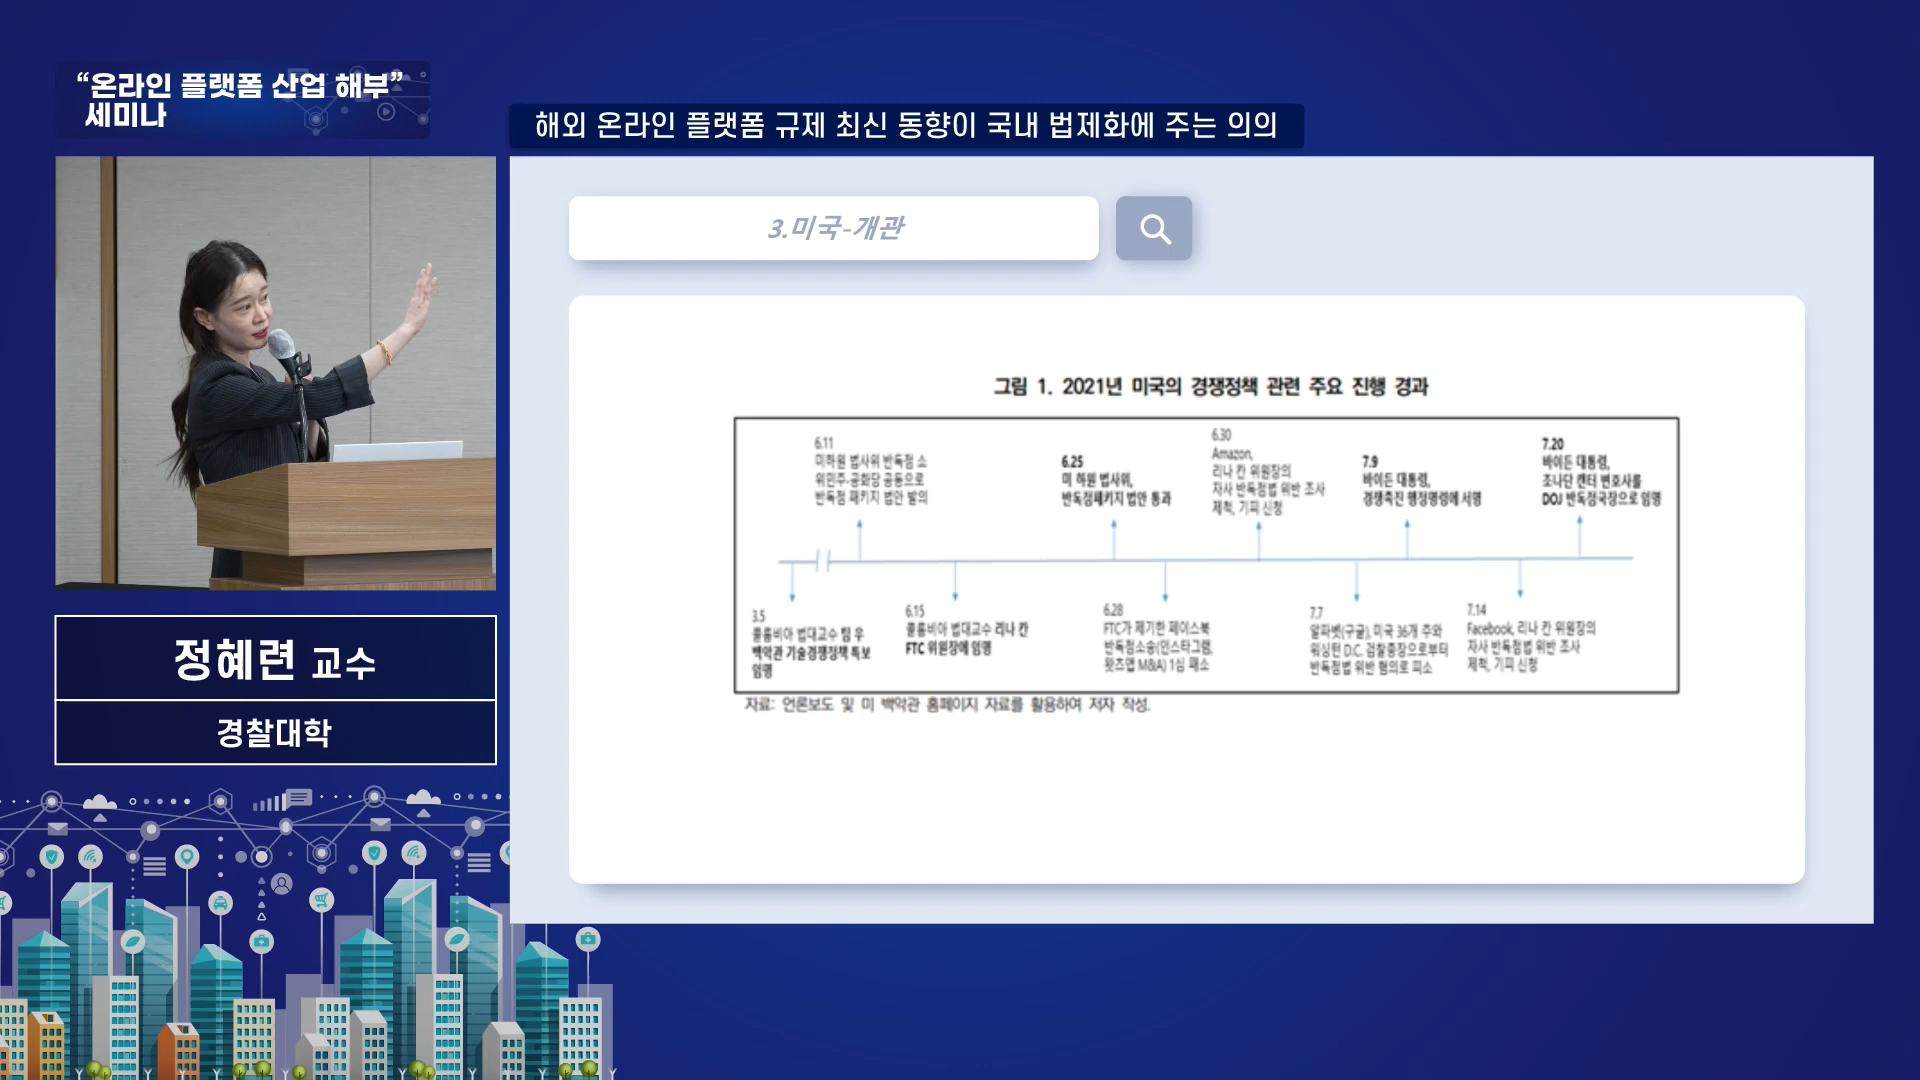 “온라인 플랫폼 산업 해부”
세미나
해외 온라인 플랫폼 규제 최신 동향이 국내 법제화에 주는 의의
3.미국-개관
그림 1. 2021년 미국의 경쟁정책 관련 주요 진행 경과
6.11
미하원 법사위 반독점 소
위민주·공화당 공동으로
반독점 패키지 법안 발의
6.25
미 하원 법사위,
반독점패키지 법안 통과
6.30
Amazon,
리나 칸 위원장의
자사 반독점법 위반 조사
제척, 기피 신청
7.9
바이든 대통령,
경쟁촉진 행정명령에 서명
7.20
바이든 대통령,
조나단 캔터 변호사를
DOJ 반독점국장으로 임명
3.5
콜롬비아 법대교수 팀 우
백악관 기술경쟁정책 특보
임명
6.15
콜롬비아 법대교수 리나 칸
FTC 위원장에 임명
6.28
FTC가 제기한 페이스북
반독점소송(인스타그램,
왓츠앱 M&A) 1심 패소
7.7
알파벳(구글), 미국 36개 주와
워싱턴 D.C. 검찰총장으로부터
반독점법 위반 혐의로 피소
7.14
Facebook, 리나 칸 위원장의
자사 반독점법 위반 조사
제척, 기피 신청
자료: 언론보도 및 미 백악관 홈페이지 자료를 활용하여 저자 작성.
정혜련 교수
경찰대학